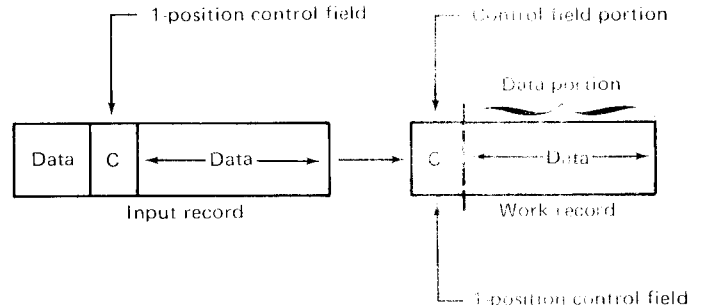 1-position control field
Control field portion
Data portion
Data
C
Data
C
Data
Input record
Work record
1-position control field